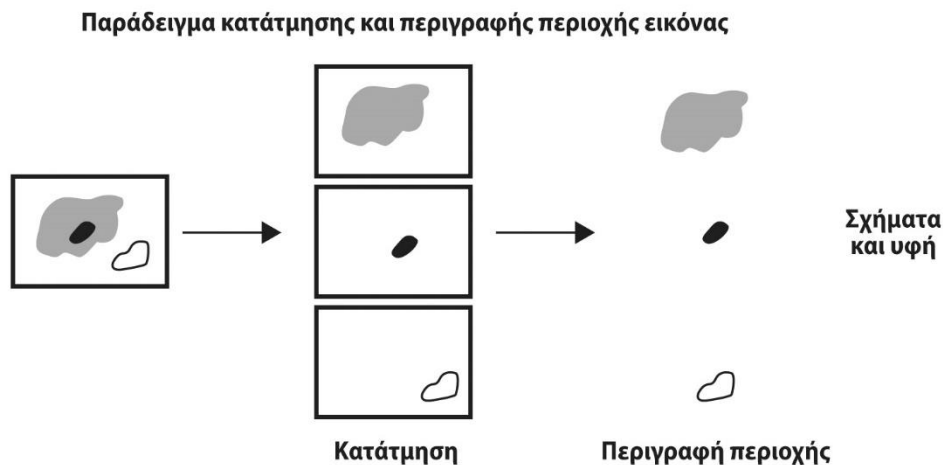 Παράδειγμα κατάτμησης και περιγραφής περιοχής εικόνας
Σχήματα
και υφή
Κατάτμηση
Περιγραφή περιοχής